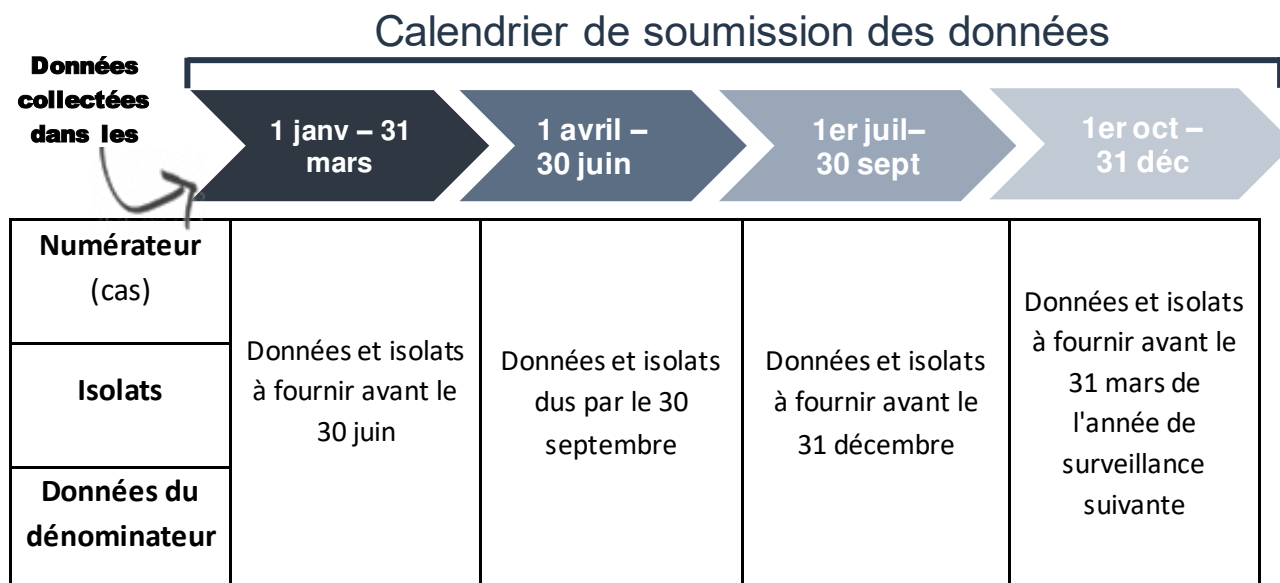 Calendrier de soumission des données
Données
collectées
dans les
1 janv – 31
mars
1 avril –
30 juin
1er juil–
30 sept
1er oct –
31 déc
Numérateur
(cas)
Isolats
Données du
dénominateur
Données et isolats
à fournir avant le
30 juin
Données et isolats
dus par le 30
septembre
Données et isolats
à fournir avant le
31 décembre
Données et isolats
à fournir avant le
31 mars de
l'année de
surveillance
suivante